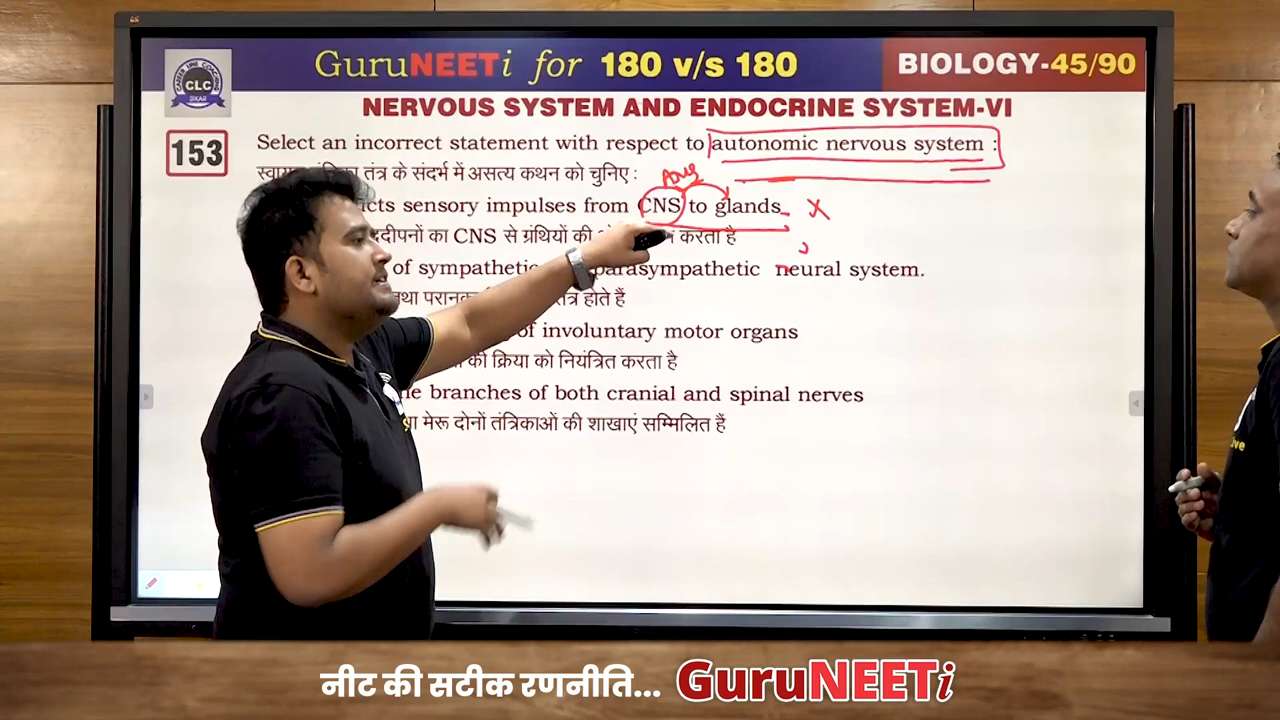 CLC
SIKAR
GuruNEETi for 180 v/s 180
BIOLOGY-45/90
NERVOUS SYSTEM AND ENDOCRINE SYSTEM-VI
153
Select an incorrect statement with respect to autonomic nervous system :
तंत्र के संदर्भ में असत्य कथन को चुनिए :
cts sensory impulses from CNS to glands
का CNS से ग्रंथियों की करता है
of sympathetic parasympathetic neural system.
तथा होते हैं
of involuntary motor organs
की क्रिया को नियंत्रित करता है
he branches of both cranial and spinal nerves
मेरू दोनों तंत्रिकाओं की शाखाएं सम्मिलित हैं
नीट की सटीक रणनीति... GuruNEETi